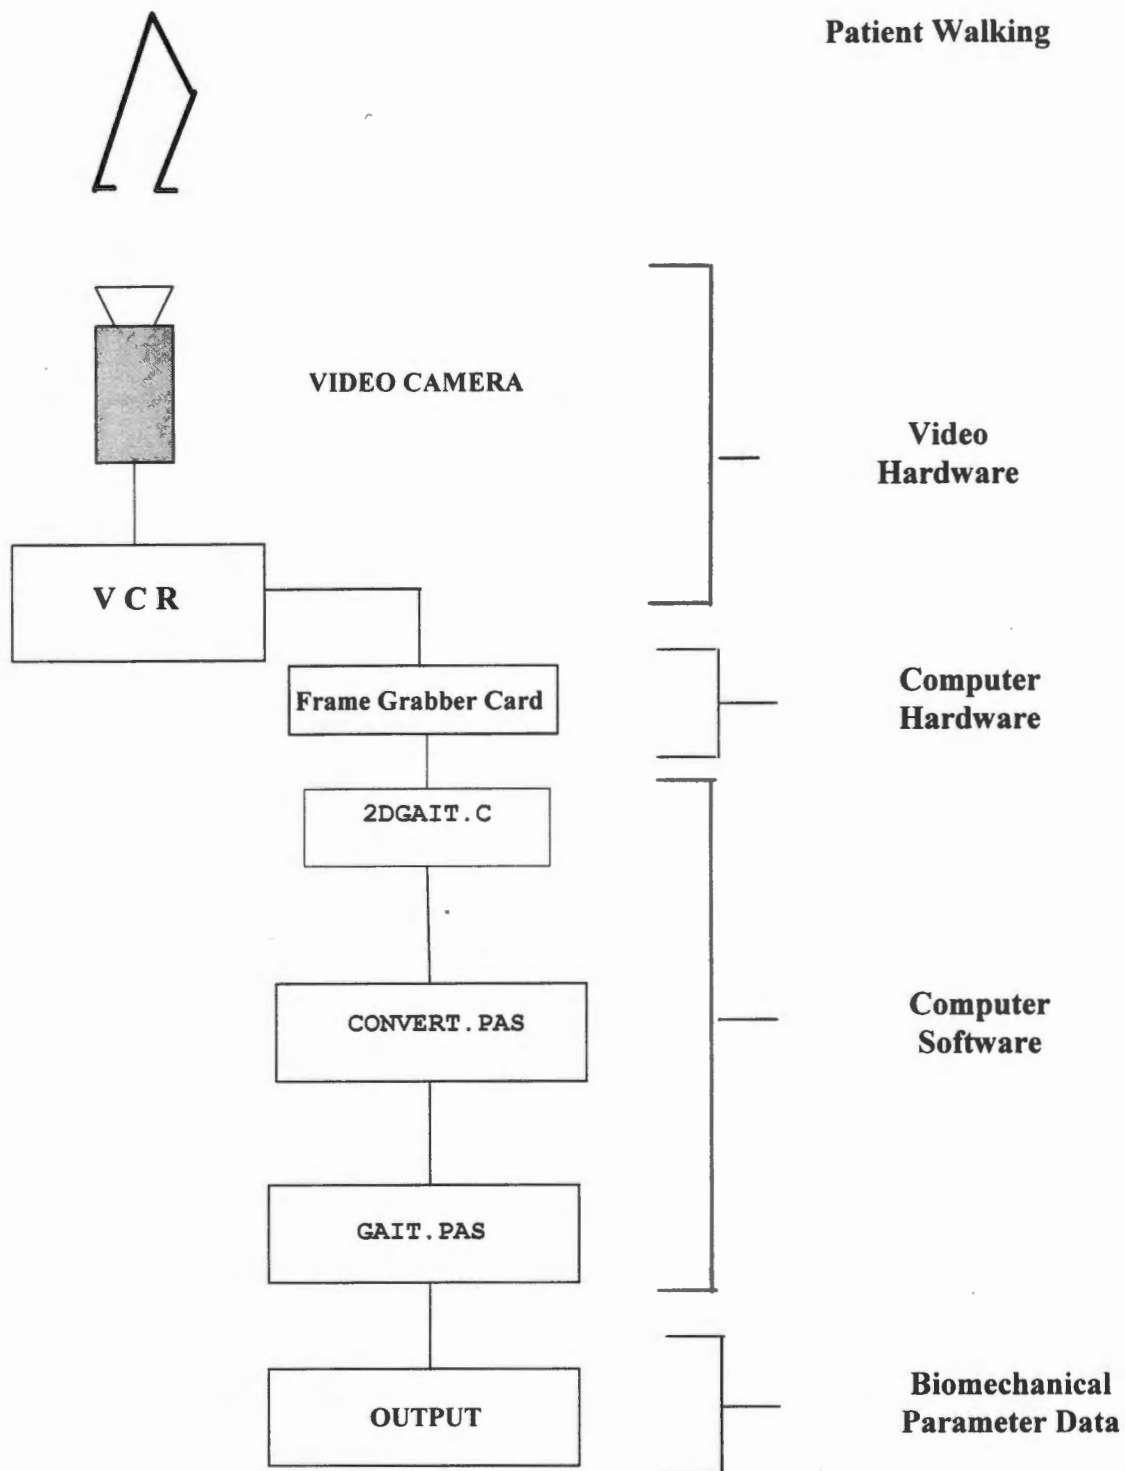 Patient Walking
VIDEO CAMERA
Video
Hardware
V C R
Frame Grabber Card
Computer
Hardware
2DGAIT.C
CONVERT.PAS
Computer
Software
GAIT.PAS
OUTPUT
Biomechanical
Parameter Data